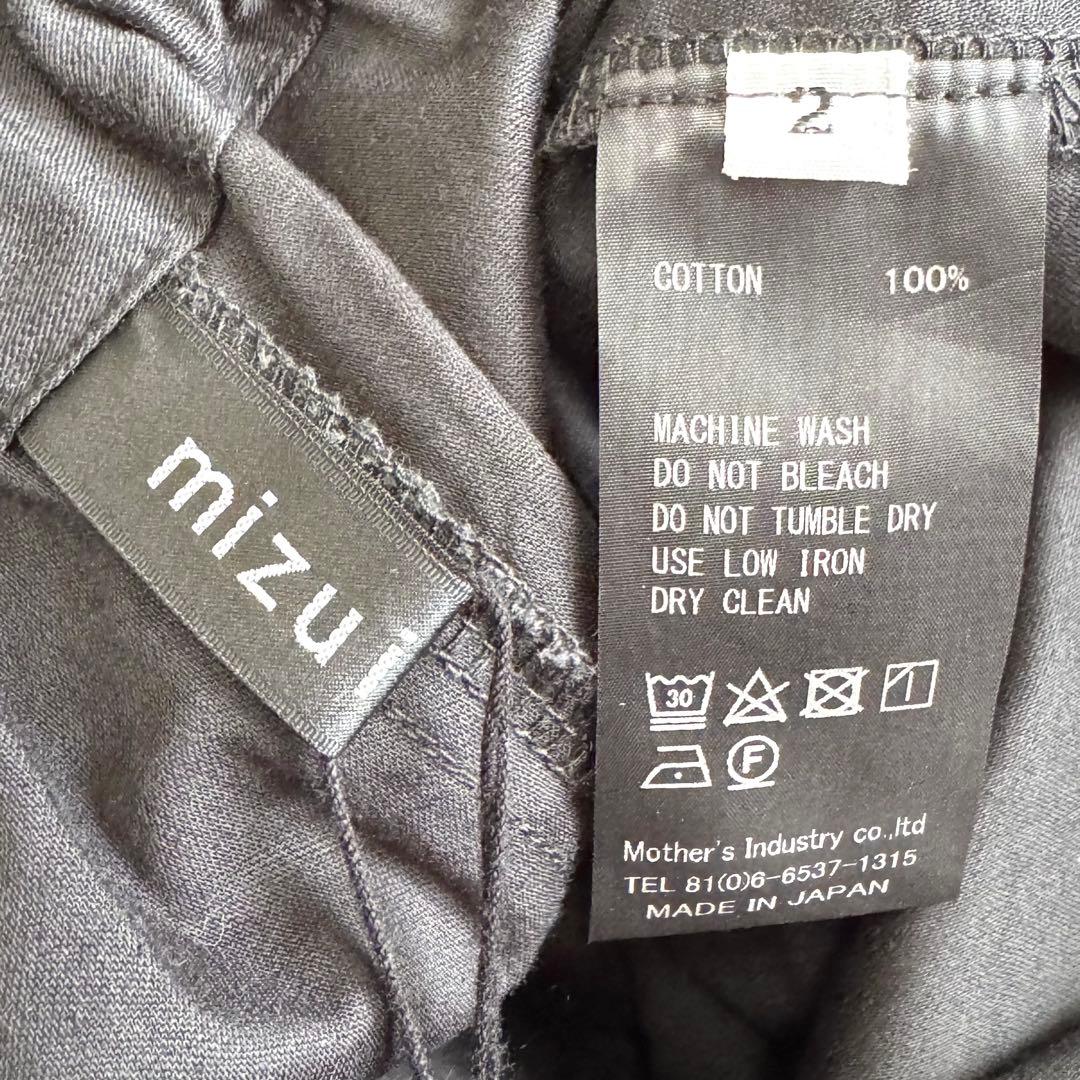 mizu i
2
COTTON 100%
MACHINE WASH
DO NOT BLEACH
DO NOT TUMBLE DRY
USE LOW IRON
DRY CLEAN
30
F
Mother's Industry co.,ltd
TEL 81(0)6-6537-1315
MADE IN JAPAN